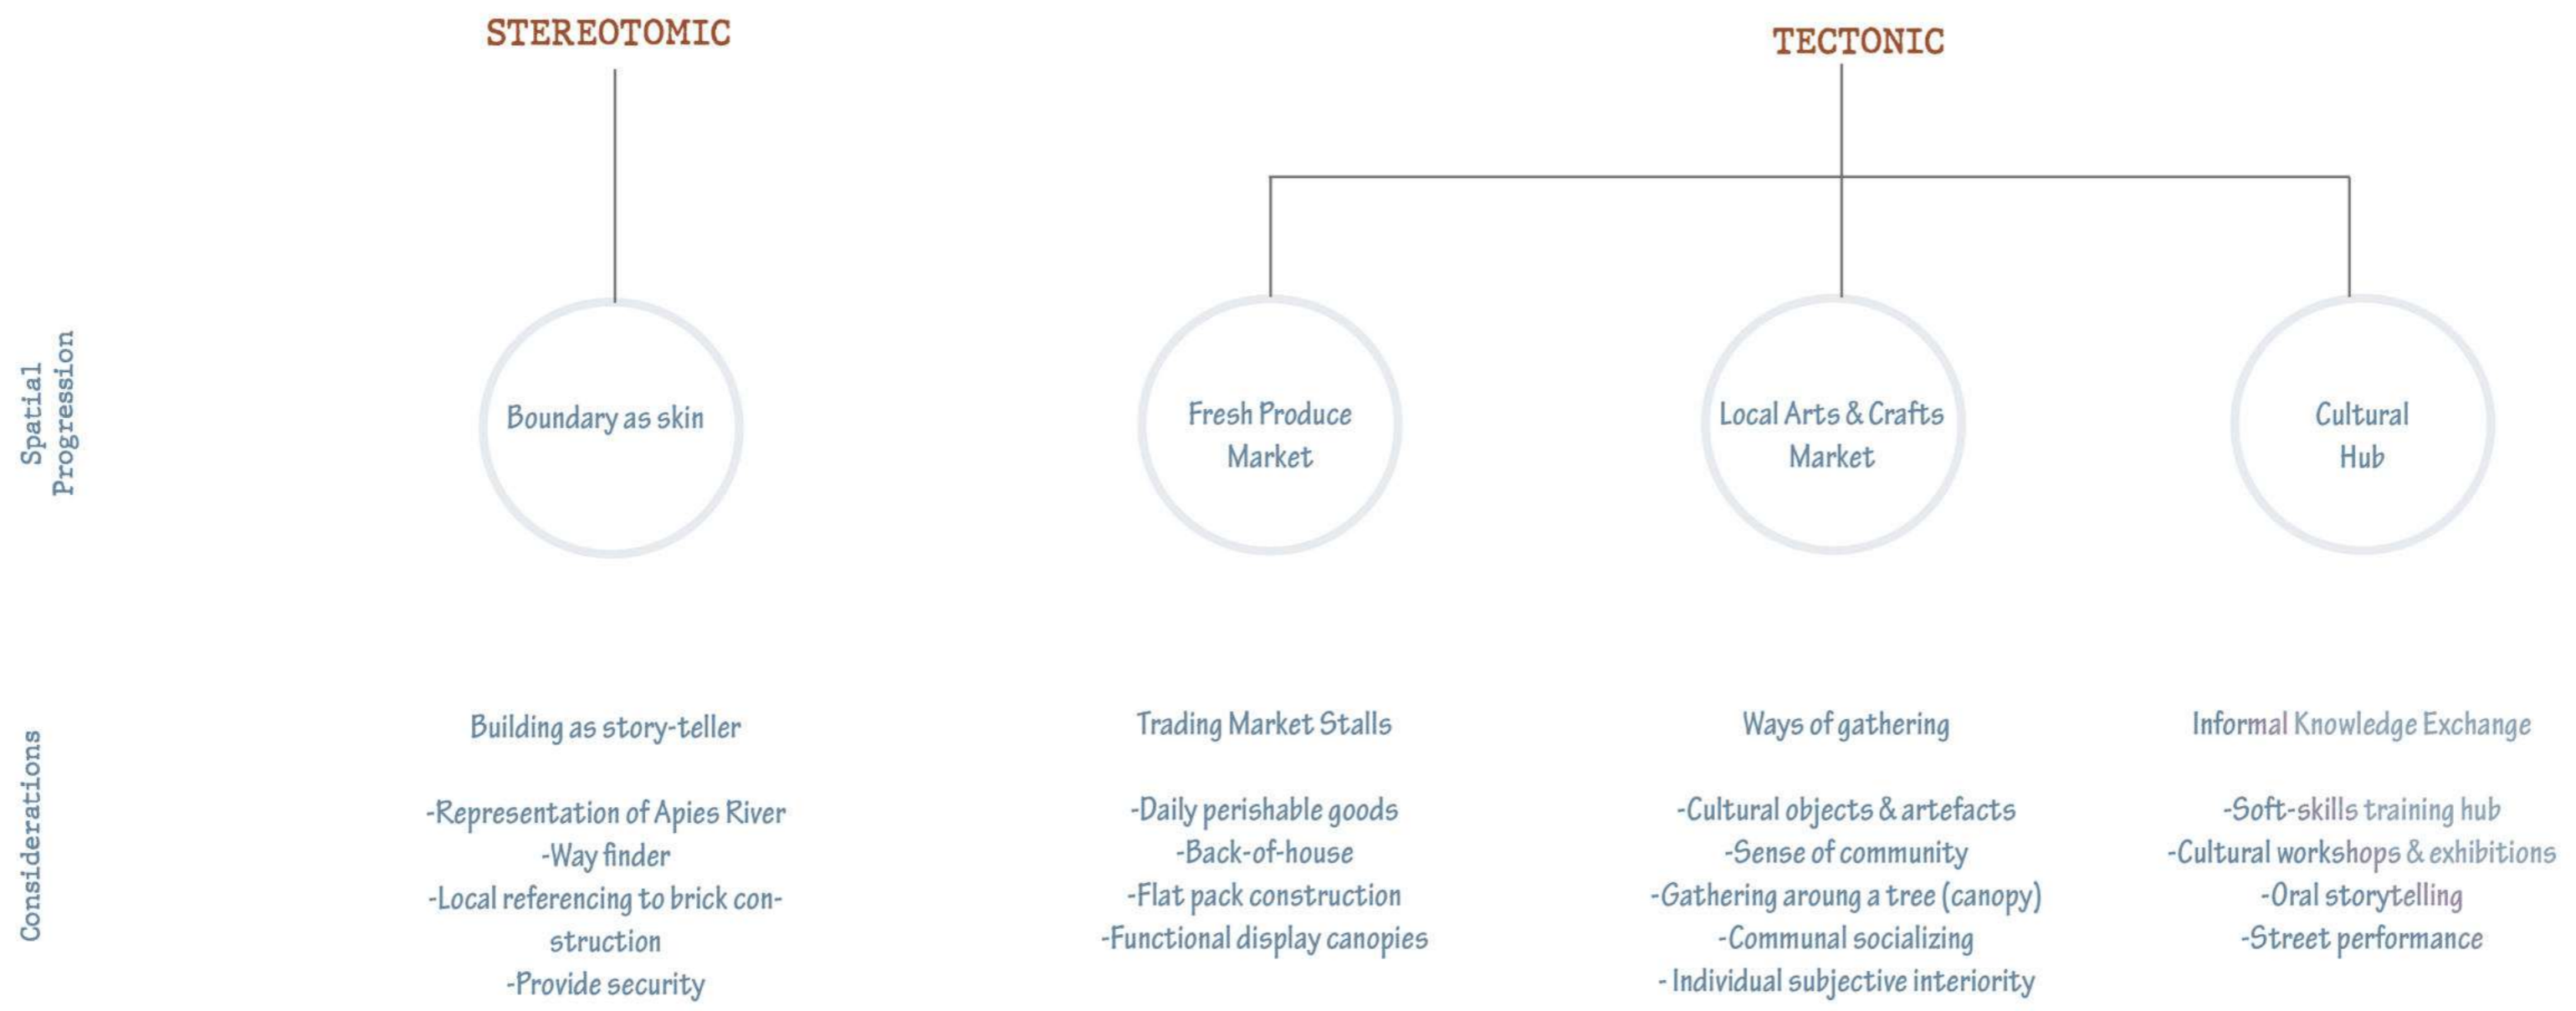 STEREOTOMIC
TECTONIC
Spatial
Progression
Boundary as skin
Fresh Produce
Market
Local Arts & Crafts
Market
Cultural
Hub
Considerations
Building as story-teller
-Representation of Apies River
-Way finder
-Local referencing to brick con-
struction
-Provide security
Trading Market Stalls
-Daily perishable goods
-Back-of-house
-Flat pack construction
-Functional display canopies
Ways of gathering
-Cultural objects & artefacts
-Sense of community
-Gathering aroung a tree (canopy)
-Communal socializing
- Individual subjective interiority
Informal Knowledge Exchange
-Soft-skills training hub
-Cultural workshops & exhibitions
-Oral storytelling
-Street performance